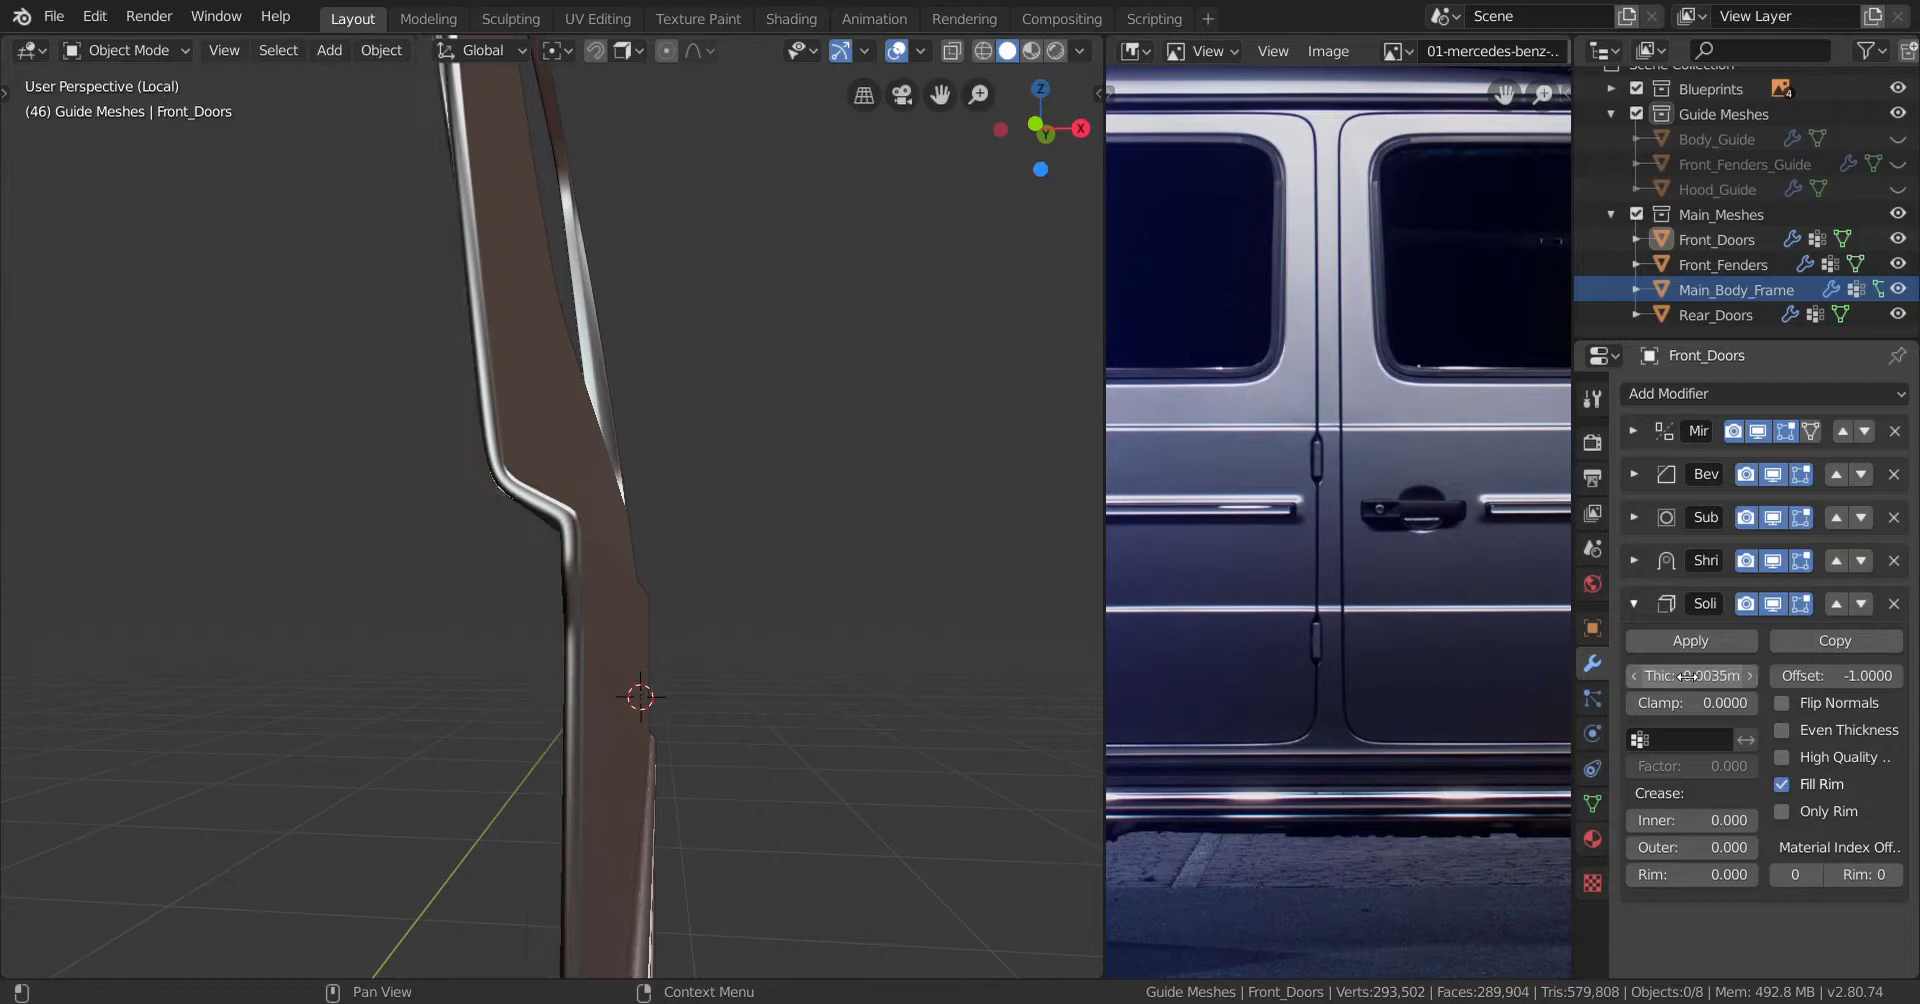 File Edit Render Window Help Layout Modeling Sculpting UV Editing Texture Paint Shading Animation Rendering Compositing Scripting + Scene View Layer
Object Mode View Select Add Object Global View View Image 01-mercedes-benz-..
User Perspective (Local)
(46) Guide Meshes | Front_Doors
Z
X
Y
Scene Collection
Blueprints 4
Guide Meshes
Body_Guide
Front_Fenders_Guide
Hood_Guide
Main_Meshes
Front_Doors
Front_Fenders
Main_Body_Frame
Rear_Doors
Front_Doors
Add Modifier
Mir
Bev
Sub
Shri
Soli
Apply Copy
Thic: 0.0035m Offset: -1.0000
Clamp: 0.0000 Flip Normals
Even Thickness
High Quality ..
Factor: 0.000 Fill Rim
Crease: Only Rim
Inner: 0.000
Outer: 0.000 Material Index Off..
Rim: 0.000 0 Rim: 0
Pan View Context Menu Guide Meshes | Front_Doors | Verts:293,502 | Faces:289,904 | Tris:579,808 | Objects:0/8 | Mem: 492.8 MB | v2.80.74